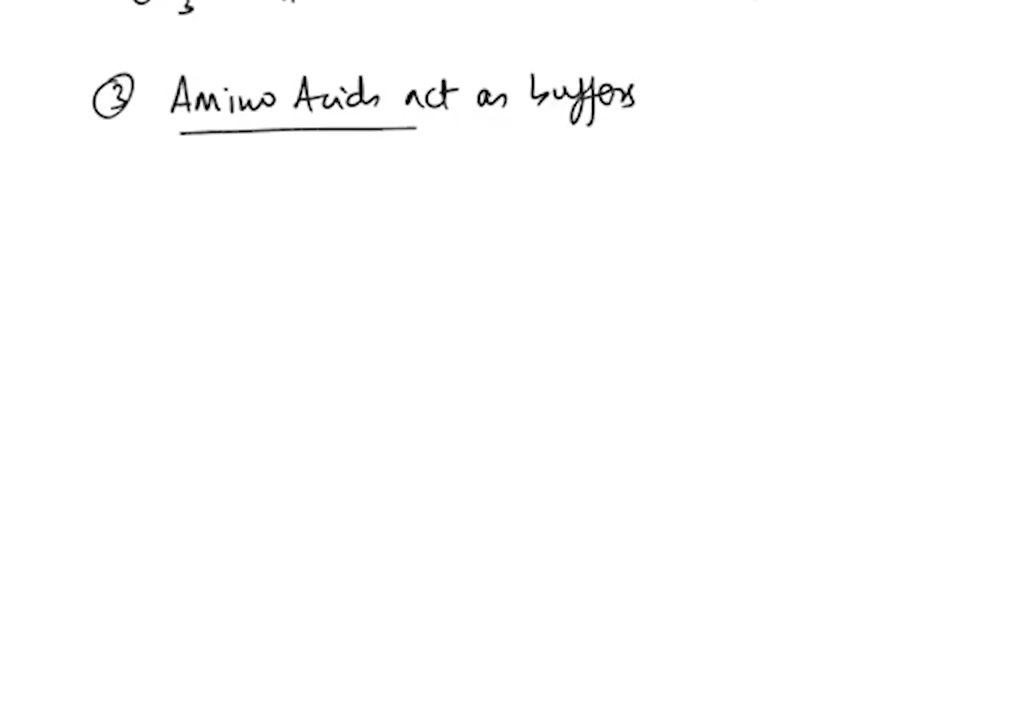 ③ Amino Acids act as buffers